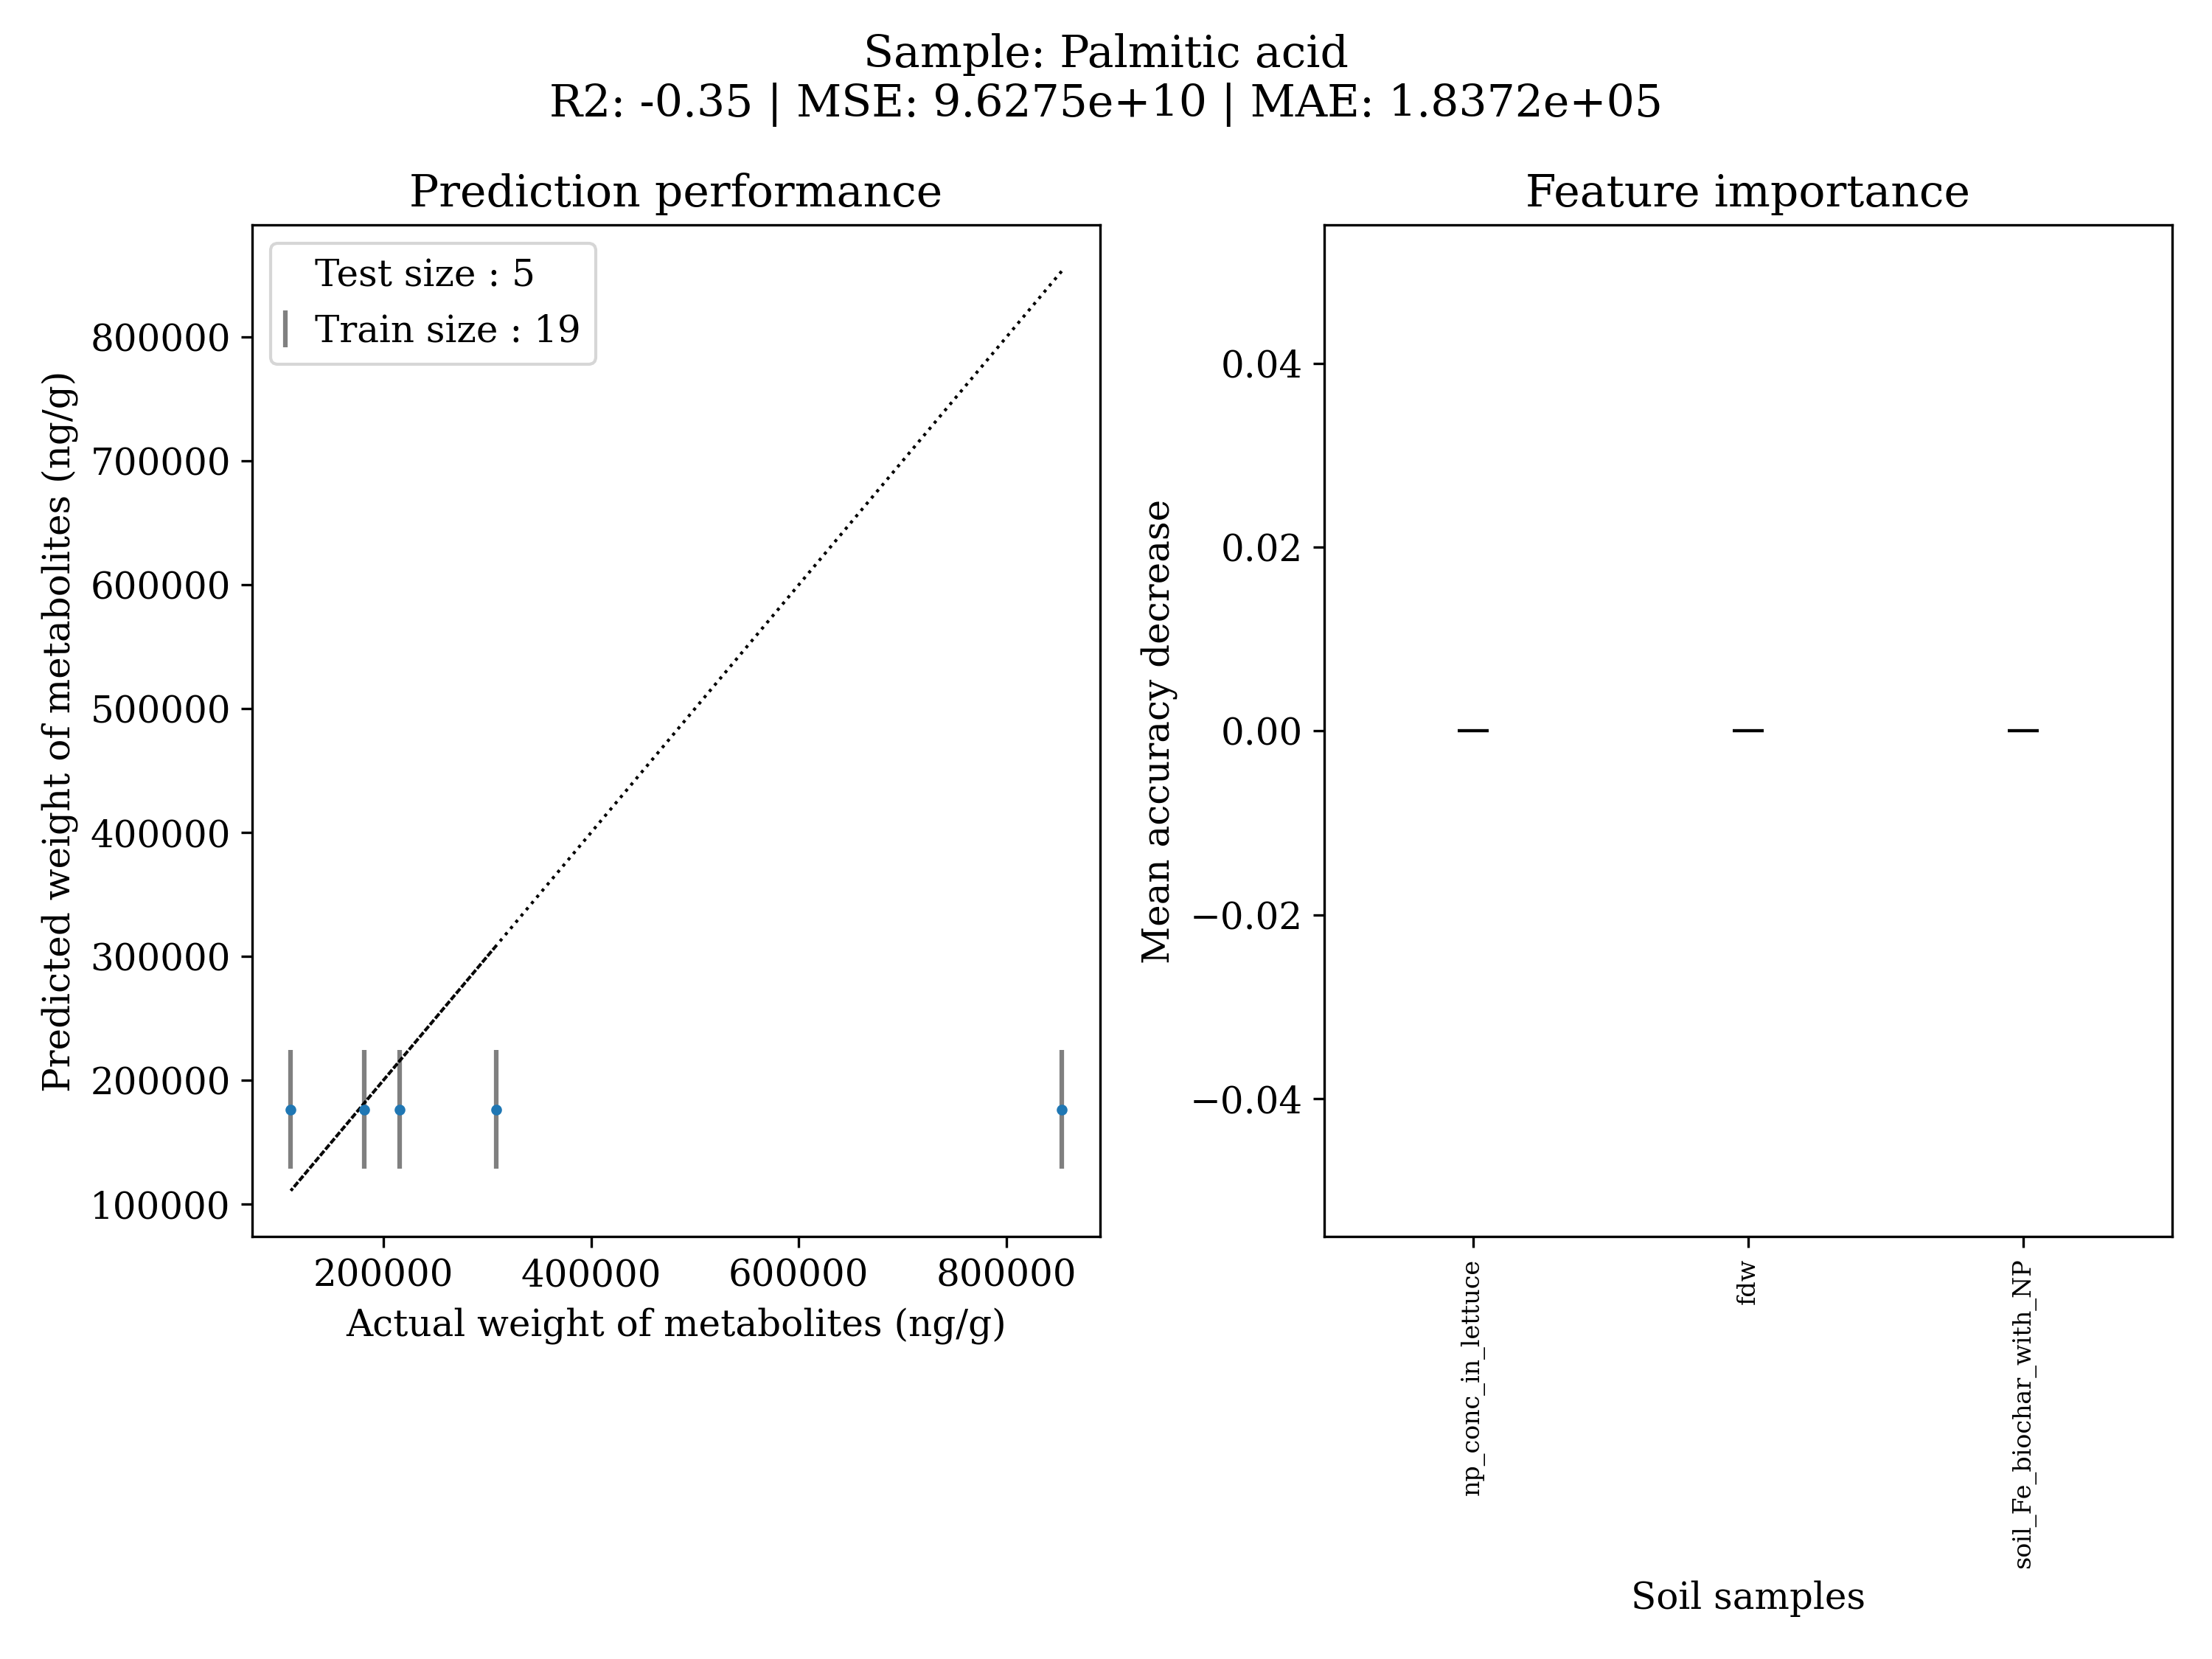 Sample: Palmitic acid
R2: -0.35 | MSE: 9.6275e+10 | MAE: 1.8372e+05
Prediction performance
Test size : 5
Train size : 19
800000
700000
600000
500000
400000
300000
200000
100000
Predicted weight of metabolites (ng/g)
200000 400000 600000 800000
Actual weight of metabolites (ng/g)
Feature importance
0.04
0.02
0.00
−0.02
−0.04
Mean accuracy decrease
np_conc_in_lettuce
fdw
soil_Fe_biochar_with_NP
Soil samples